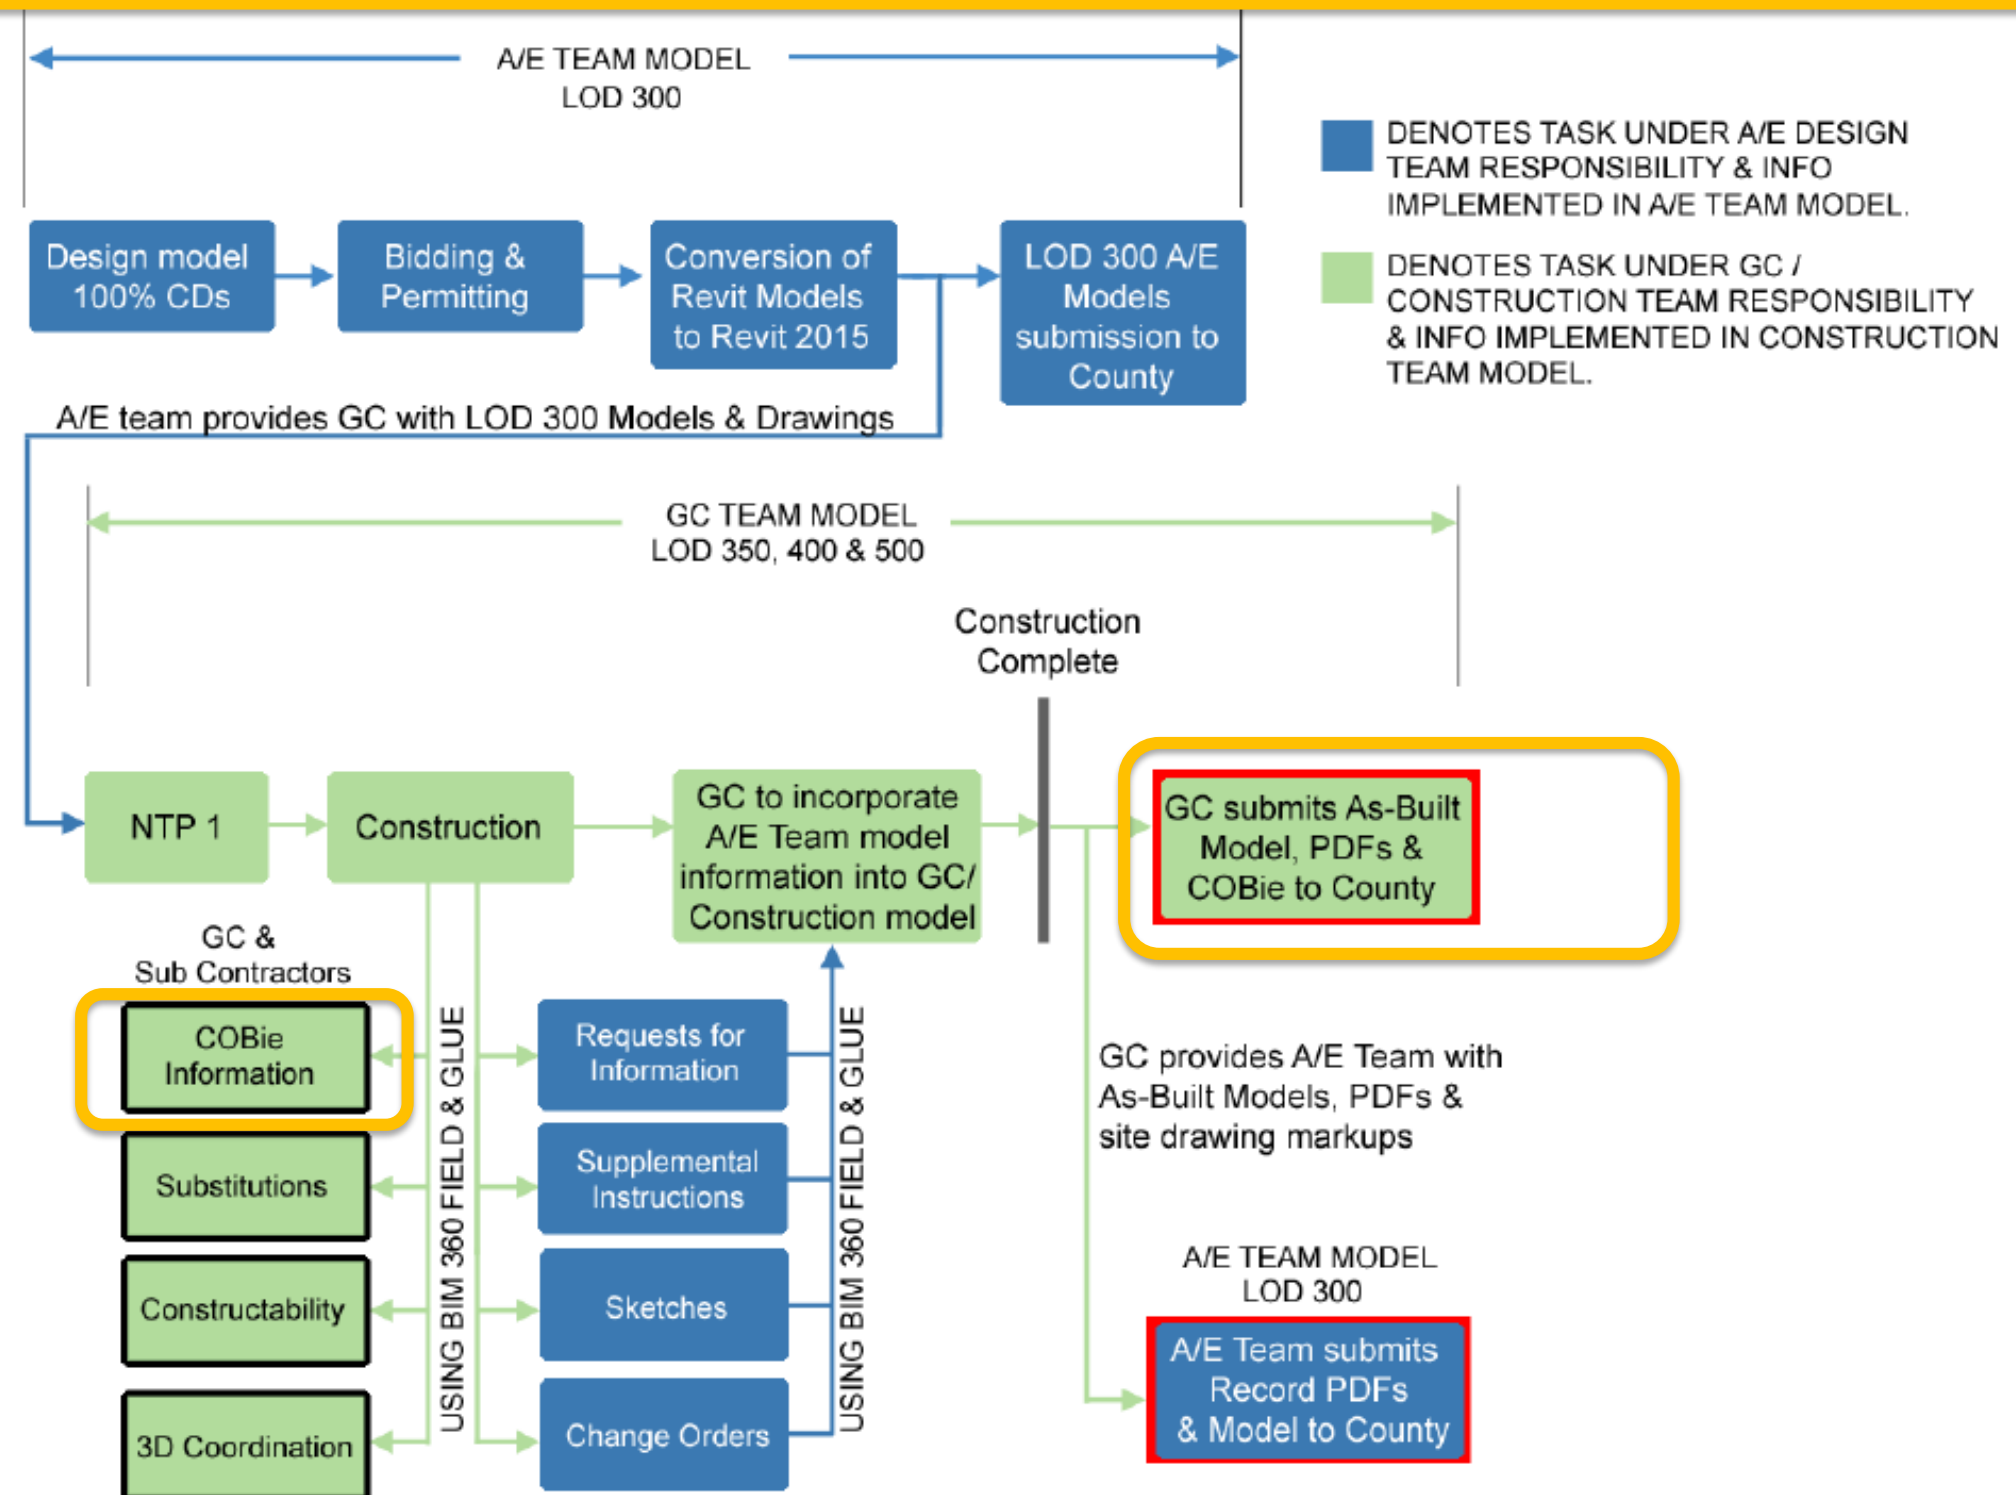 A/E TEAM MODEL
LOD 300
DENOTES TASK UNDER A/E DESIGN
TEAM RESPONSIBILITY & INFO
IMPLEMENTED IN A/E TEAM MODEL.
DENOTES TASK UNDER GC /
CONSTRUCTION TEAM RESPONSIBILITY
& INFO IMPLEMENTED IN CONSTRUCTION
TEAM MODEL.
Design model
100% CDs
Bidding &
Permitting
Conversion of
Revit Models
to Revit 2015
LOD 300 A/E
Models
submission to
County
A/E team provides GC with LOD 300 Models & Drawings
GC TEAM MODEL
LOD 350, 400 & 500
Construction
Complete
NTP 1
Construction
GC to incorporate
A/E Team model
information into GC/
Construction model
GC submits As-Built
Model, PDFs &
COBie to County
GC &
Sub Contractors
COBie
Information
Substitutions
Constructability
3D Coordination
USING BIM 360 FIELD & GLUE
Requests for
Information
Supplemental
Instructions
Sketches
Change Orders
USING BIM 360 FIELD & GLUE
GC provides A/E Team with
As-Built Models, PDFs &
site drawing markups
A/E TEAM MODEL
LOD 300
A/E Team submits
Record PDFs
& Model to County